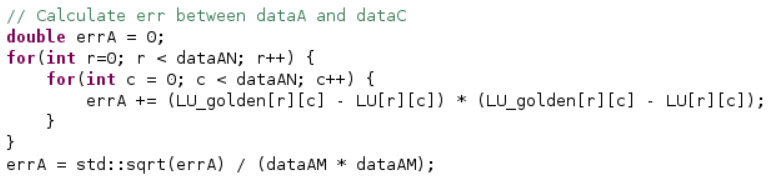 // Calculate err between dataA and dataC
double errA = 0;
for(int r=0; r < dataAN; r++) {
    for(int c = 0; c < dataAN; c++) {
        errA += (LU_golden[r][c] - LU[r][c]) * (LU_golden[r][c] - LU[r][c]);
    }
}
errA = std::sqrt(errA) / (dataAM * dataAM);